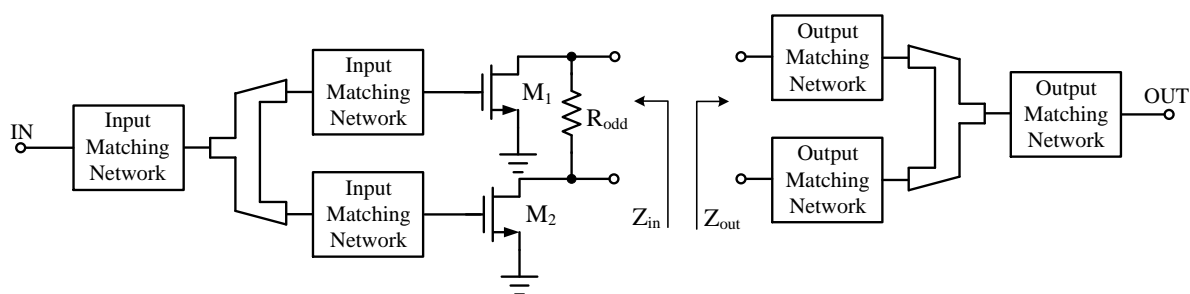 IN
Input
Matching
Network
Input
Matching
Network
Input
Matching
Network
M1
M2
Rodd
Zin
Zout
Output
Matching
Network
Output
Matching
Network
Output
Matching
Network
OUT